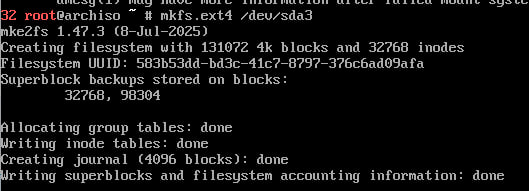 dmesg(1) may have more information after failed mount syste
32 root@archiso ~ # mkfs.ext4 /dev/sda3
mke2fs 1.47.3 (8-Jul-2025)
Creating filesystem with 131072 4k blocks and 32768 inodes
Filesystem UUID: 583b53dd-bd3c-41c7-8797-376c6ad09afa
Superblock backups stored on blocks:
32768, 98304
Allocating group tables: done
Writing inode tables: done
Creating journal (4096 blocks): done
Writing superblocks and filesystem accounting information: done